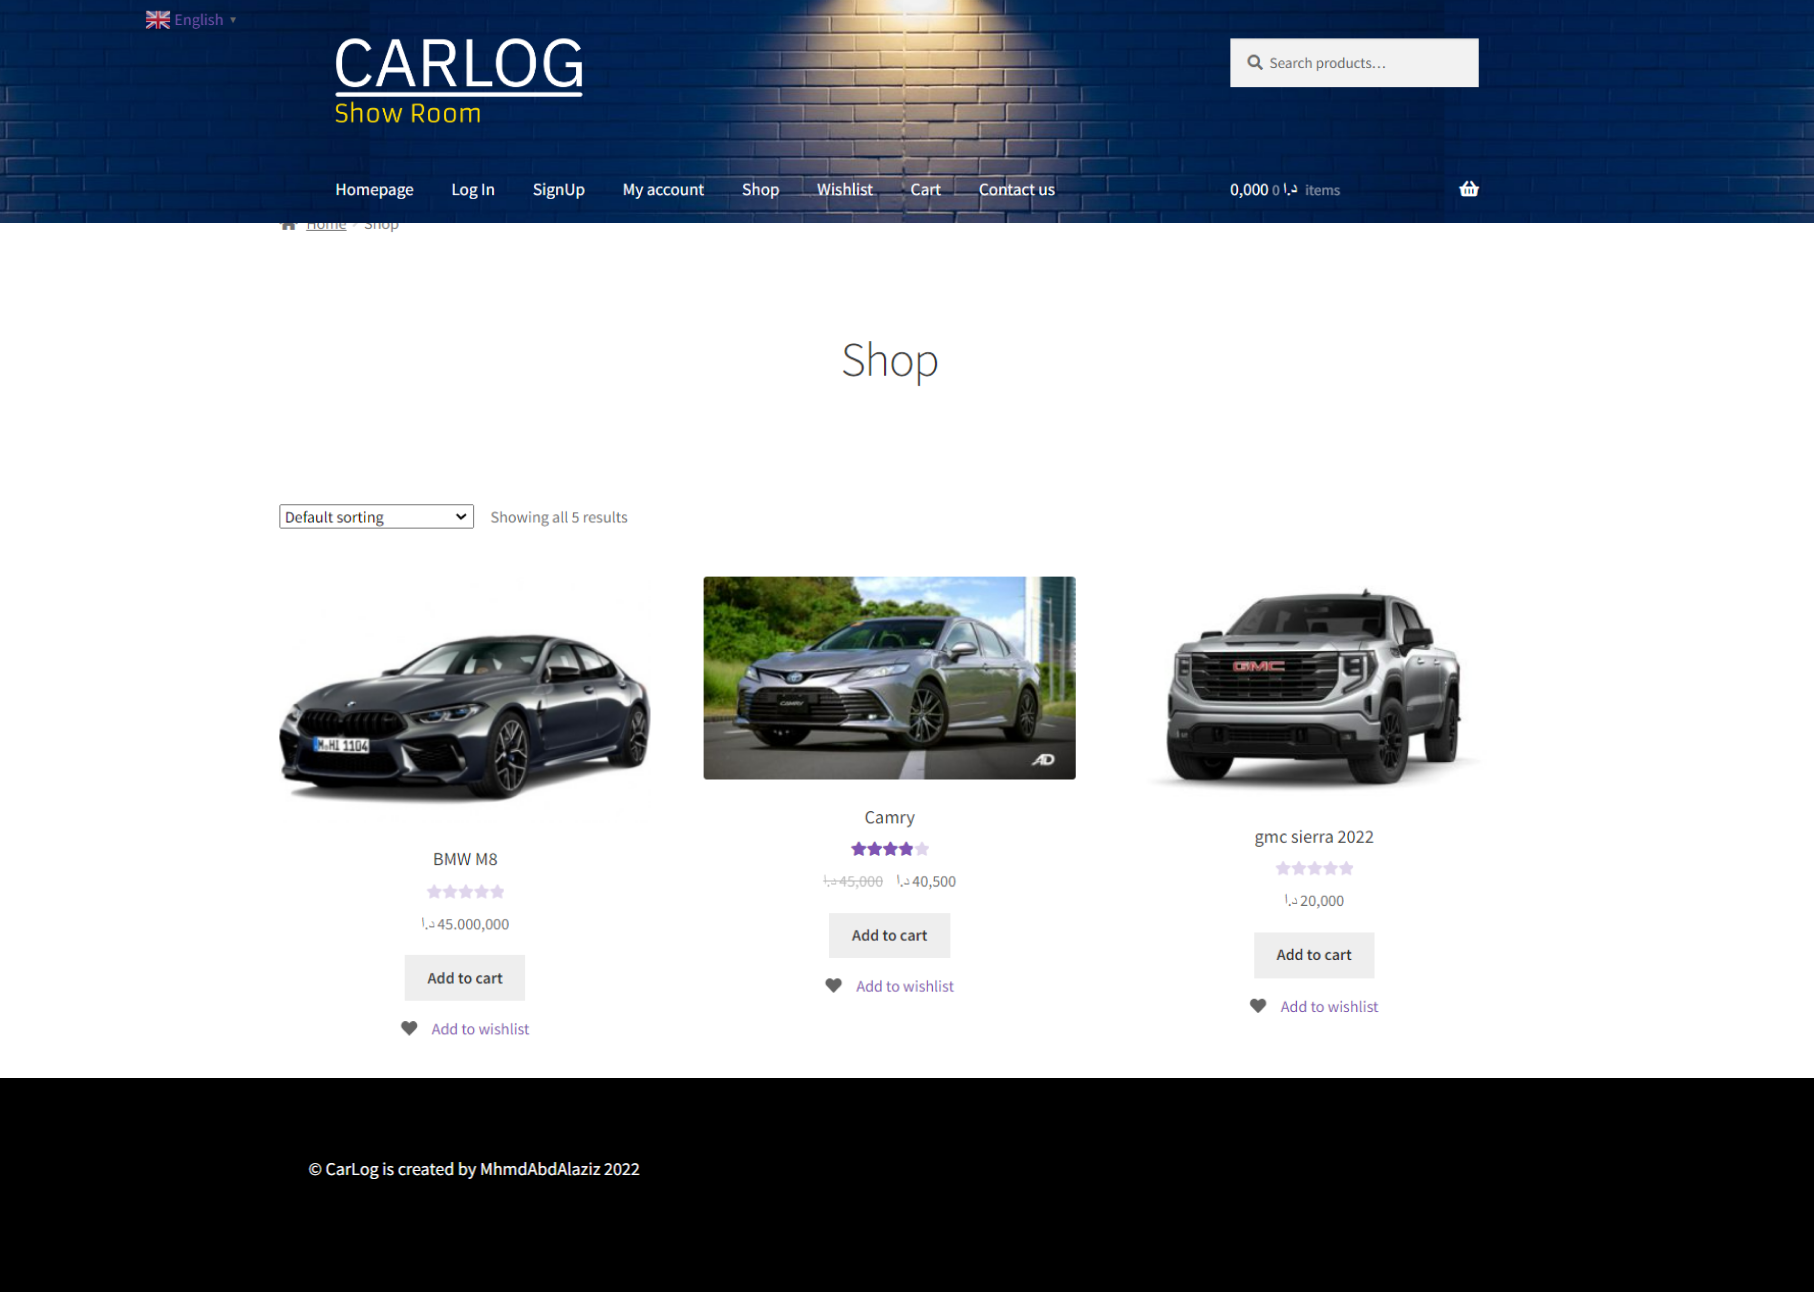 English ▼
CARLOG
Show Room
Search products…
Homepage Log In SignUp My account Shop Wishlist Cart Contact us
0,000 د.ا 0 items
Home Shop
Shop
Default sorting Showing all 5 results
M·HI 1104
CAMRY
AD
GMC
BMW M8
د.ا 45.000,000
Add to cart
Add to wishlist
Camry
د.ا 45,000 د.ا 40,500
Add to cart
Add to wishlist
gmc sierra 2022
د.ا 20,000
Add to cart
Add to wishlist
© CarLog is created by MhmdAbdAlaziz 2022